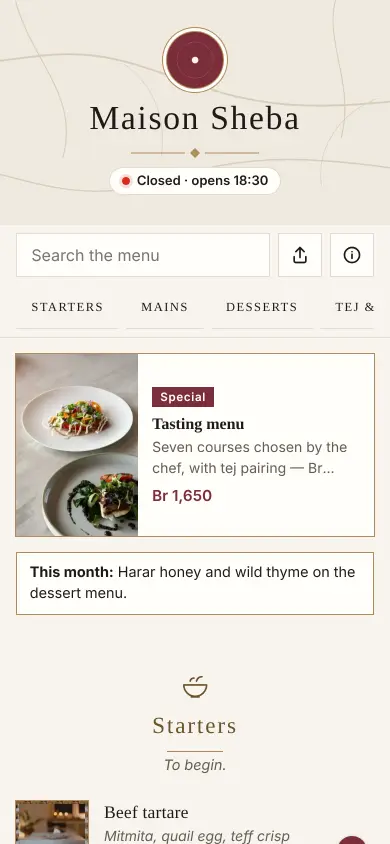 Maison Sheba
Closed · opens 18:30
Search the menu
STARTERS MAINS DESSERTS TEJ &
Special
Tasting menu
Seven courses chosen by the
chef, with tej pairing — Br...
Br 1,650
This month: Harar honey and wild thyme on the
dessert menu.
Starters
To begin.
Beef tartare
Mitmita, quail egg, teff crisp